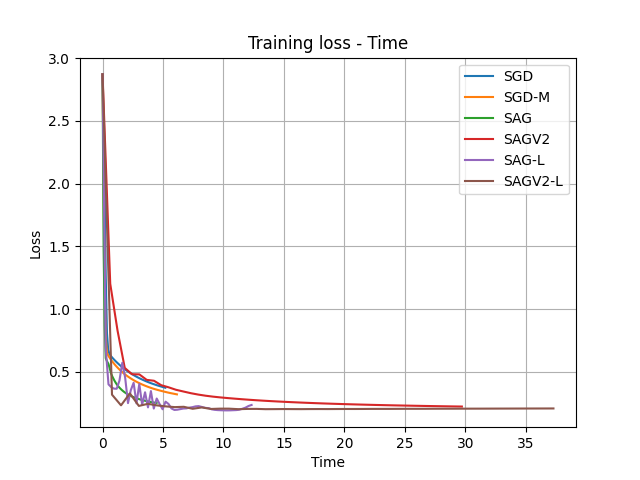 Training loss - Time
3.0
2.5
2.0
1.5
1.0
0.5
Loss
SGD
SGD-M
SAG
SAGV2
SAG-L
SAGV2-L
0 5 10 15 20 25 30 35
Time